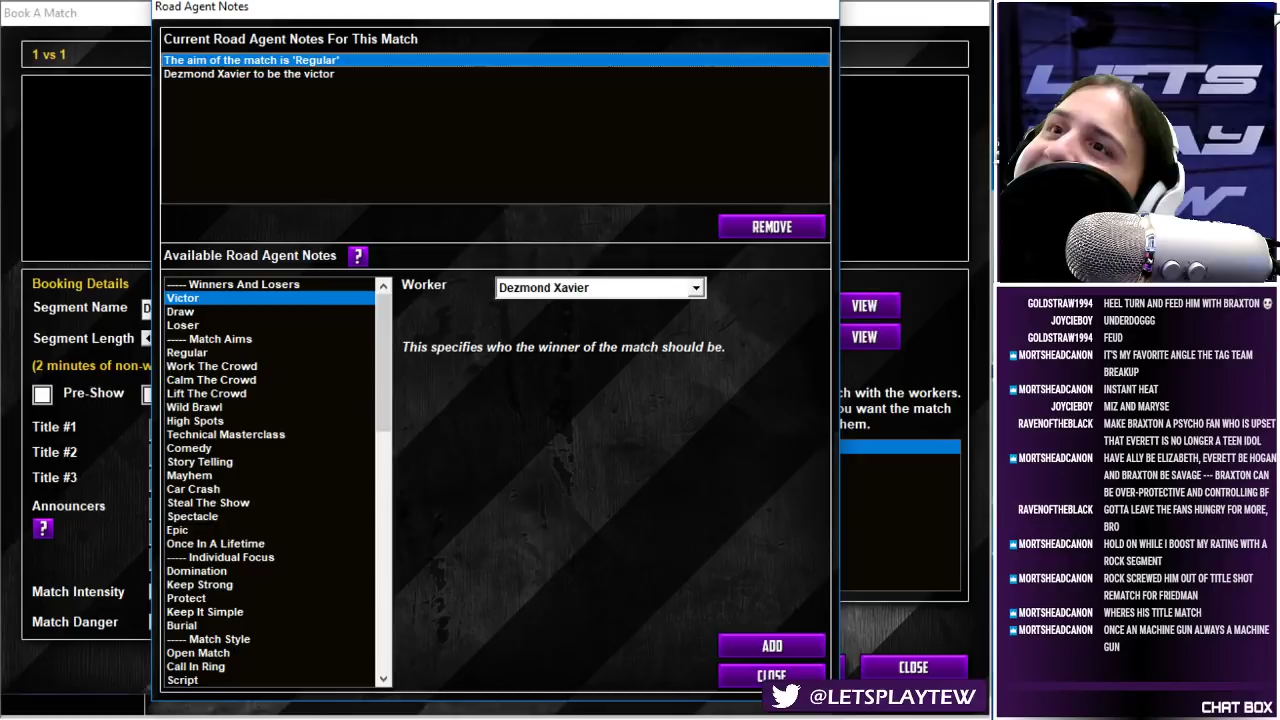 Book A Match
Road Agent Notes
1 vs 1
Current Road Agent Notes For This Match
The aim of the match is 'Regular'
Dezmond Xavier to be the victor
REMOVE
Available Road Agent Notes ?
----- Winners And Losers
Victor
Draw
Loser
----- Match Aims
Regular
Work The Crowd
Calm The Crowd
Lift The Crowd
Wild Brawl
High Spots
Technical Masterclass
Comedy
Story Telling
Mayhem
Car Crash
Steal The Show
Spectacle
Epic
Once In A Lifetime
----- Individual Focus
Domination
Keep Strong
Protect
Keep It Simple
Burial
----- Match Style
Open Match
Call In Ring
Script
Worker Dezmond Xavier
This specifies who the winner of the match should be.
ADD
CLOSE
Booking Details
Segment Name D
Segment Length
(2 minutes of non-w
Pre-Show
Title #1
Title #2
Title #3
Announcers
?
Match Intensity
Match Danger
VIEW
VIEW
ch with the workers.
ou want the match
hem.
CLOSE
@LETSPLAYTEW
LETS
GOLDSTRAW1994 HEEL TURN AND FEED HIM WITH BRAXTON
JOYCIEBOY UNDERDOGGG
GOLDSTRAW1994 FEUD
MORTSHEADCANON IT'S MY FAVORITE ANGLE THE TAG TEAM
BREAKUP
MORTSHEADCANON INSTANT HEAT
JOYCIEBOY MIZ AND MARYSE
RAVENOFTHEBLACK MAKE BRAXTON A PSYCHO FAN WHO IS UPSET
THAT EVERETT IS NO LONGER A TEEN IDOL
MORTSHEADCANON HAVE ALLY BE ELIZABETH, EVERETT BE HOGAN
AND BRAXTON BE SAVAGE --- BRAXTON CAN
BE OVER-PROTECTIVE AND CONTROLLING BF
RAVENOFTHEBLACK GOTTA LEAVE THE FANS HUNGRY FOR MORE,
BRO
MORTSHEADCANON HOLD ON WHILE I BOOST MY RATING WITH A
ROCK SEGMENT
MORTSHEADCANON ROCK SCREWED HIM OUT OF TITLE SHOT
REMATCH FOR FRIEDMAN
MORTSHEADCANON WHERES HIS TITLE MATCH
MORTSHEADCANON ONCE AN MACHINE GUN ALWAYS A MACHINE
GUN
CHAT BOX